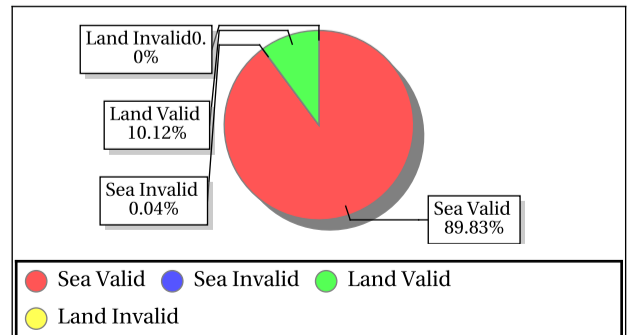 Land Invalid0.
0%
Land Valid
10.12%
Sea Invalid
0.04%
Sea Valid
89.83%
Sea Valid Sea Invalid Land Valid
Land Invalid